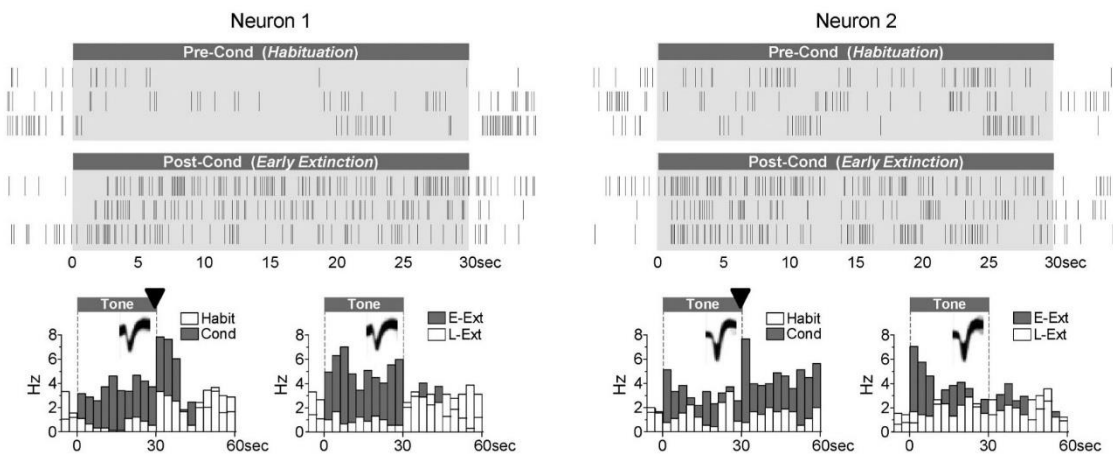 Neuron 1
Pre-Cond (Habituation)
Post-Cond (Early Extinction)
0 5 10 15 20 25 30sec
Tone
Habit
Cond
8
6
4
2
0
Hz
0 30 60sec
Tone
E-Ext
L-Ext
8
6
4
2
0
Hz
0 30 60sec
Neuron 2
Pre-Cond (Habituation)
Post-Cond (Early Extinction)
0 5 10 15 20 25 30sec
Tone
Habit
Cond
8
6
4
2
0
Hz
0 30 60sec
Tone
E-Ext
L-Ext
8
6
4
2
0
Hz
0 30 60sec